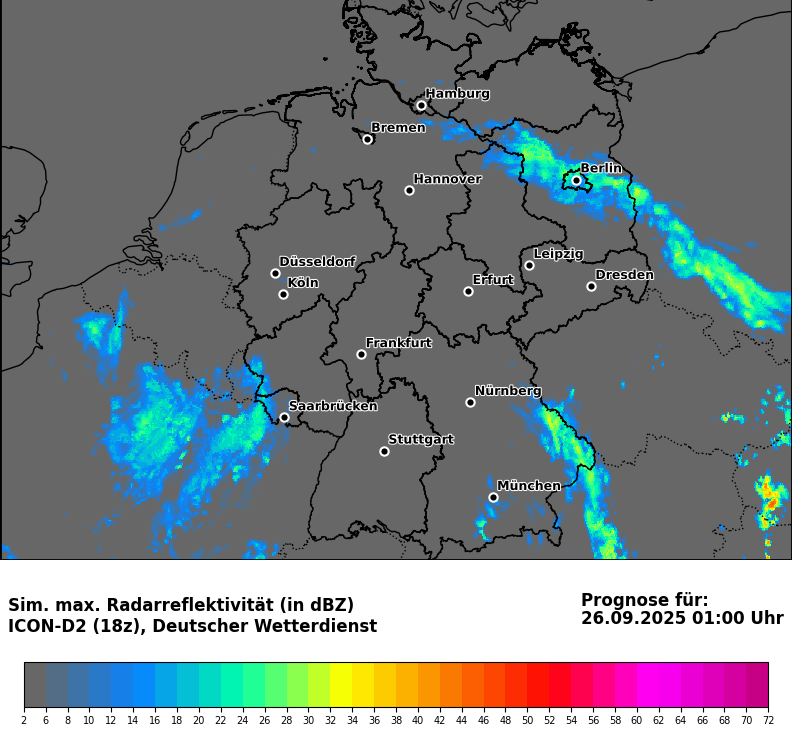 Hamburg
Bremen
Berlin
Hannover
Leipzig
Düsseldorf
Dresden
Köln
Erfurt
Frankfurt
Nürnberg
Saarbrücken
Stuttgart
München
Sim. max. Radarreflektivität (in dBZ)
ICON-D2 (18z), Deutscher Wetterdienst
Prognose für:
26.09.2025 01:00 Uhr
2 6 8 10 12 14 16 18 20 22 24 26 28 30 32 34 36 38 40 42 44 46 48 50 52 54 56 58 60 62 64 66 68 70 72